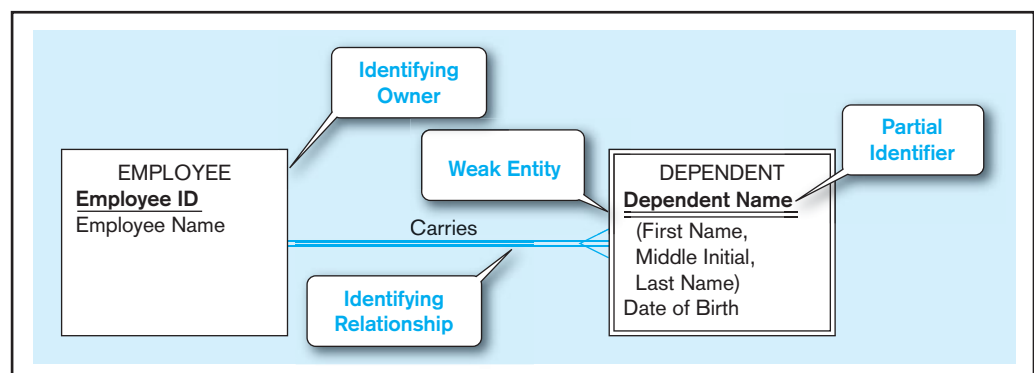 Identifying
Owner
Partial
Identifier
Weak Entity
EMPLOYEE
Employee ID
Employee Name
DEPENDENT
Dependent Name
(First Name,
Middle Initial,
Last Name)
Date of Birth
Carries
Identifying
Relationship